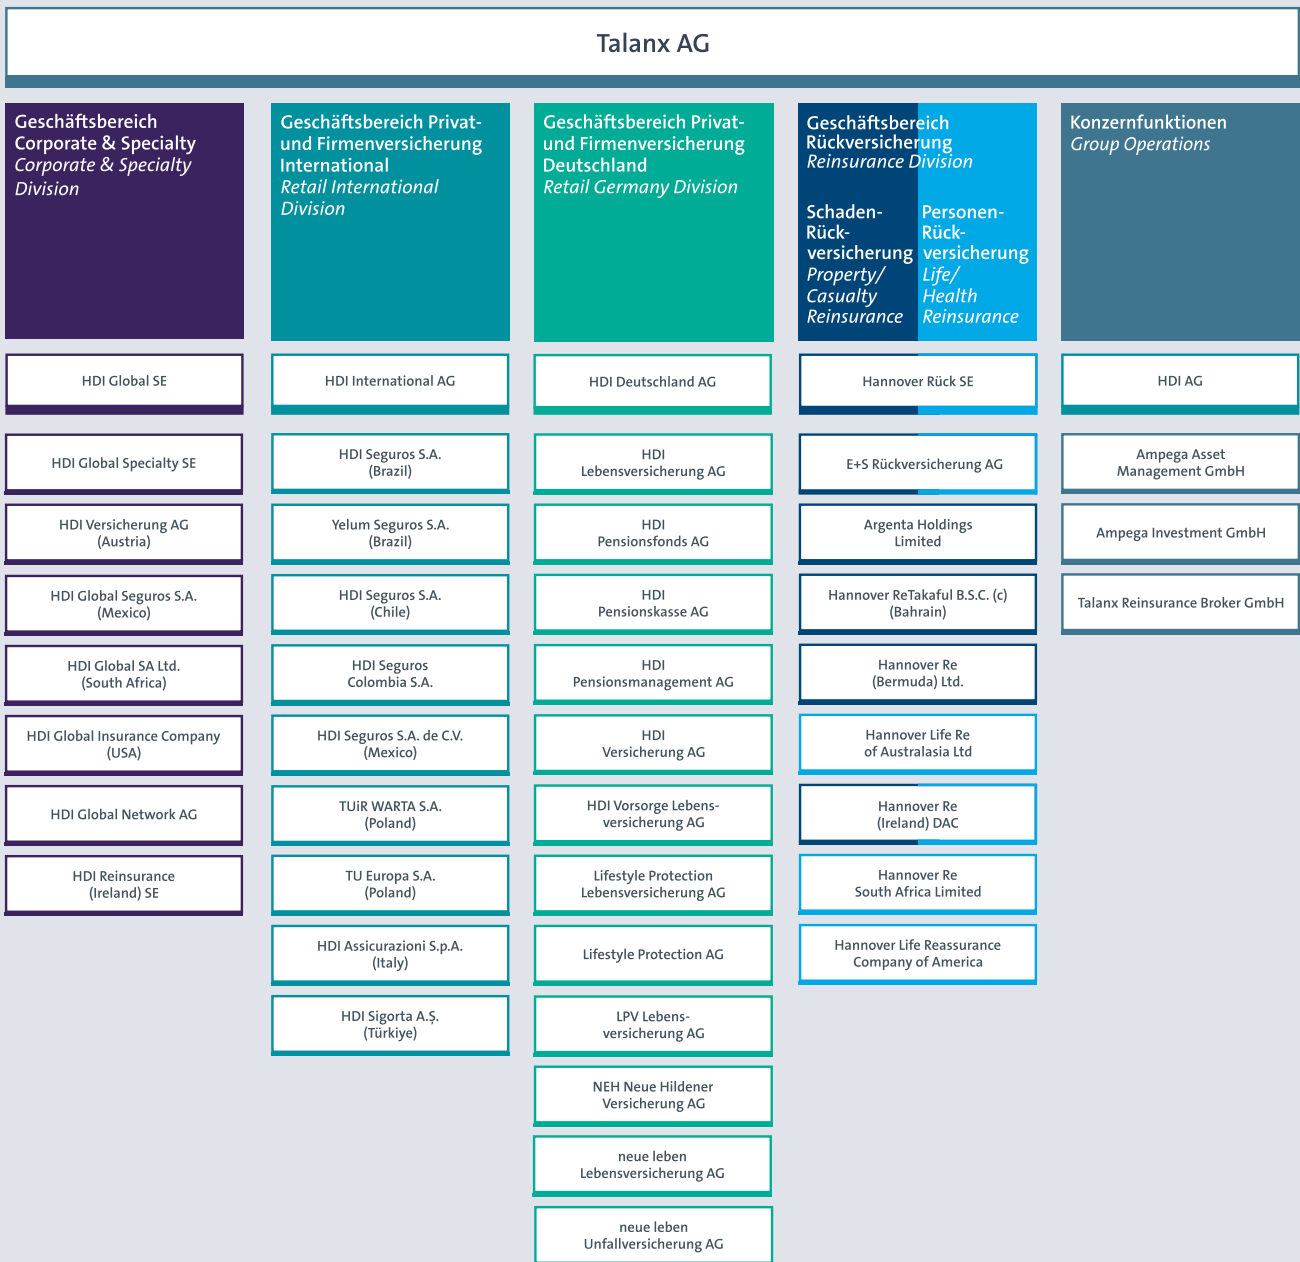 Talanx AG
Geschäftsbereich
Corporate & Specialty
Corporate & Specialty
Division
HDI Global SE
HDI Global Specialty SE
HDI Versicherung AG
(Austria)
HDI Global Seguros S.A.
(Mexico)
HDI Global SA Ltd.
(South Africa)
HDI Global Insurance Company
(USA)
HDI Global Network AG
HDI Reinsurance
(Ireland) SE
Geschäftsbereich Privat-
und Firmenversicherung
International
Retail International
Division
HDI International AG
HDI Seguros S.A.
(Brazil)
Yelum Seguros S.A.
(Brazil)
HDI Seguros S.A.
(Chile)
HDI Seguros
Colombia S.A.
HDI Seguros S.A. de C.V.
(Mexico)
TUiR WARTA S.A.
(Poland)
TU Europa S.A.
(Poland)
HDI Assicurazioni S.p.A.
(Italy)
HDI Sigorta A.Ş.
(Türkiye)
Geschäftsbereich Privat-
und Firmenversicherung
Deutschland
Retail Germany Division
HDI Deutschland AG
HDI
Lebensversicherung AG
HDI
Pensionsfonds AG
HDI
Pensionskasse AG
HDI
Pensionsmanagement AG
HDI
Versicherung AG
HDI Vorsorge Lebens-
versicherung AG
Lifestyle Protection
Lebensversicherung AG
Lifestyle Protection AG
LPV Lebens-
versicherung AG
NEH Neue Hildener
Versicherung AG
neue leben
Lebensversicherung AG
neue leben
Unfallversicherung AG
Geschäftsbereich
Rückversicherung
Reinsurance Division
Schaden-
Rück-
versicherung
Property/
Casualty
Reinsurance
Personen-
Rück-
versicherung
Life/
Health
Reinsurance
Hannover Rück SE
E+S Rückversicherung AG
Argenta Holdings
Limited
Hannover ReTakaful B.S.C. (c)
(Bahrain)
Hannover Re
(Bermuda) Ltd.
Hannover Life Re
of Australasia Ltd
Hannover Re
(Ireland) DAC
Hannover Re
South Africa Limited
Hannover Life Reassurance
Company of America
Konzernfunktionen
Group Operations
HDI AG
Ampega Asset
Management GmbH
Ampega Investment GmbH
Talanx Reinsurance Broker GmbH